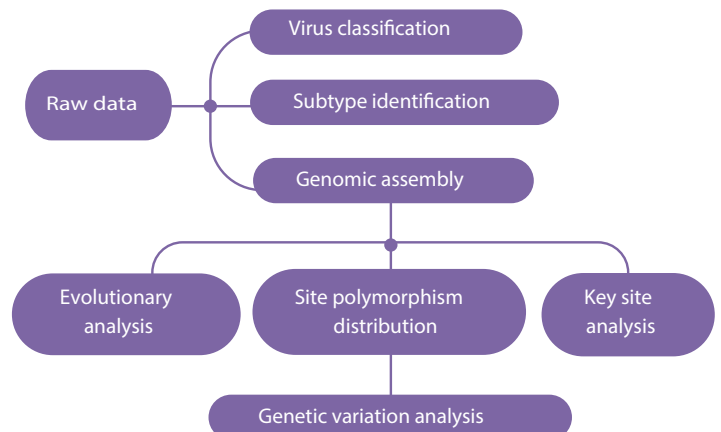 Virus classification
Raw data
Subtype identification
Genomic assembly
Evolutionary
analysis
Site polymorphism
distribution
Key site
analysis
Genetic variation analysis